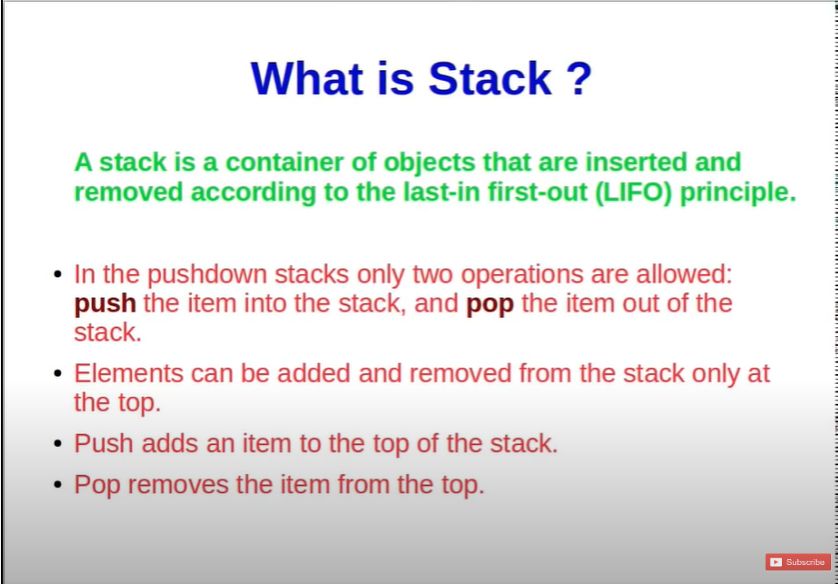 What is Stack ?
A stack is a container of objects that are inserted and
removed according to the last-in first-out (LIFO) principle.
• In the pushdown stacks only two operations are allowed:
push the item into the stack, and pop the item out of the
stack.
• Elements can be added and removed from the stack only at
the top.
• Push adds an item to the top of the stack.
• Pop removes the item from the top.
Subscribe